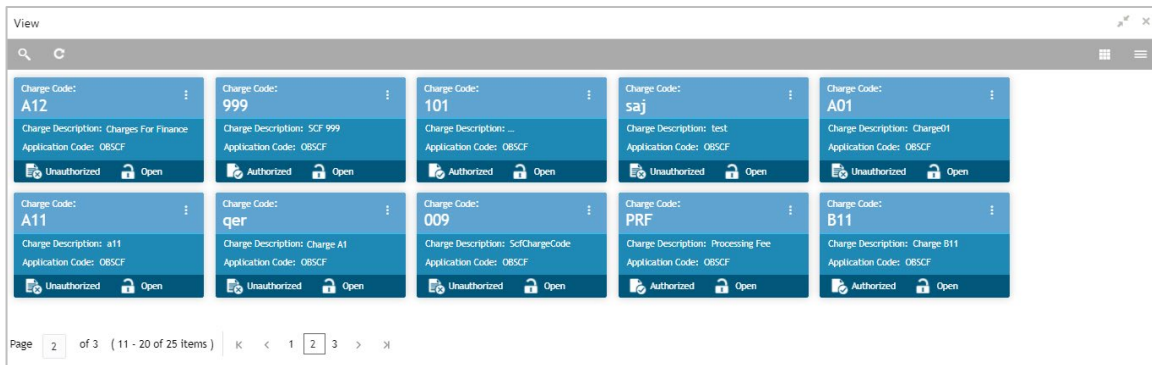 View
Charge Code:
A12
Charge Description: Charges For Finance
Application Code: OBSCF
Unauthorized Open
Charge Code:
999
Charge Description: SCF 999
Application Code: OBSCF
Authorized Open
Charge Code:
101
Charge Description: ...
Application Code: OBSCF
Authorized Open
Charge Code:
saj
Charge Description: test
Application Code: OBSCF
Unauthorized Open
Charge Code:
A01
Charge Description: Charge01
Application Code: OBSCF
Unauthorized Open
Charge Code:
A11
Charge Description: a11
Application Code: OBSCF
Unauthorized Open
Charge Code:
qer
Charge Description: Charge A1
Application Code: OBSCF
Unauthorized Open
Charge Code:
009
Charge Description: ScfChargeCode
Application Code: OBSCF
Unauthorized Open
Charge Code:
PRF
Charge Description: Processing Fee
Application Code: OBSCF
Authorized Open
Charge Code:
B11
Charge Description: Charge B11
Application Code: OBSCF
Authorized Open
Page 2 of 3 ( 11 - 20 of 25 items ) 1 2 3